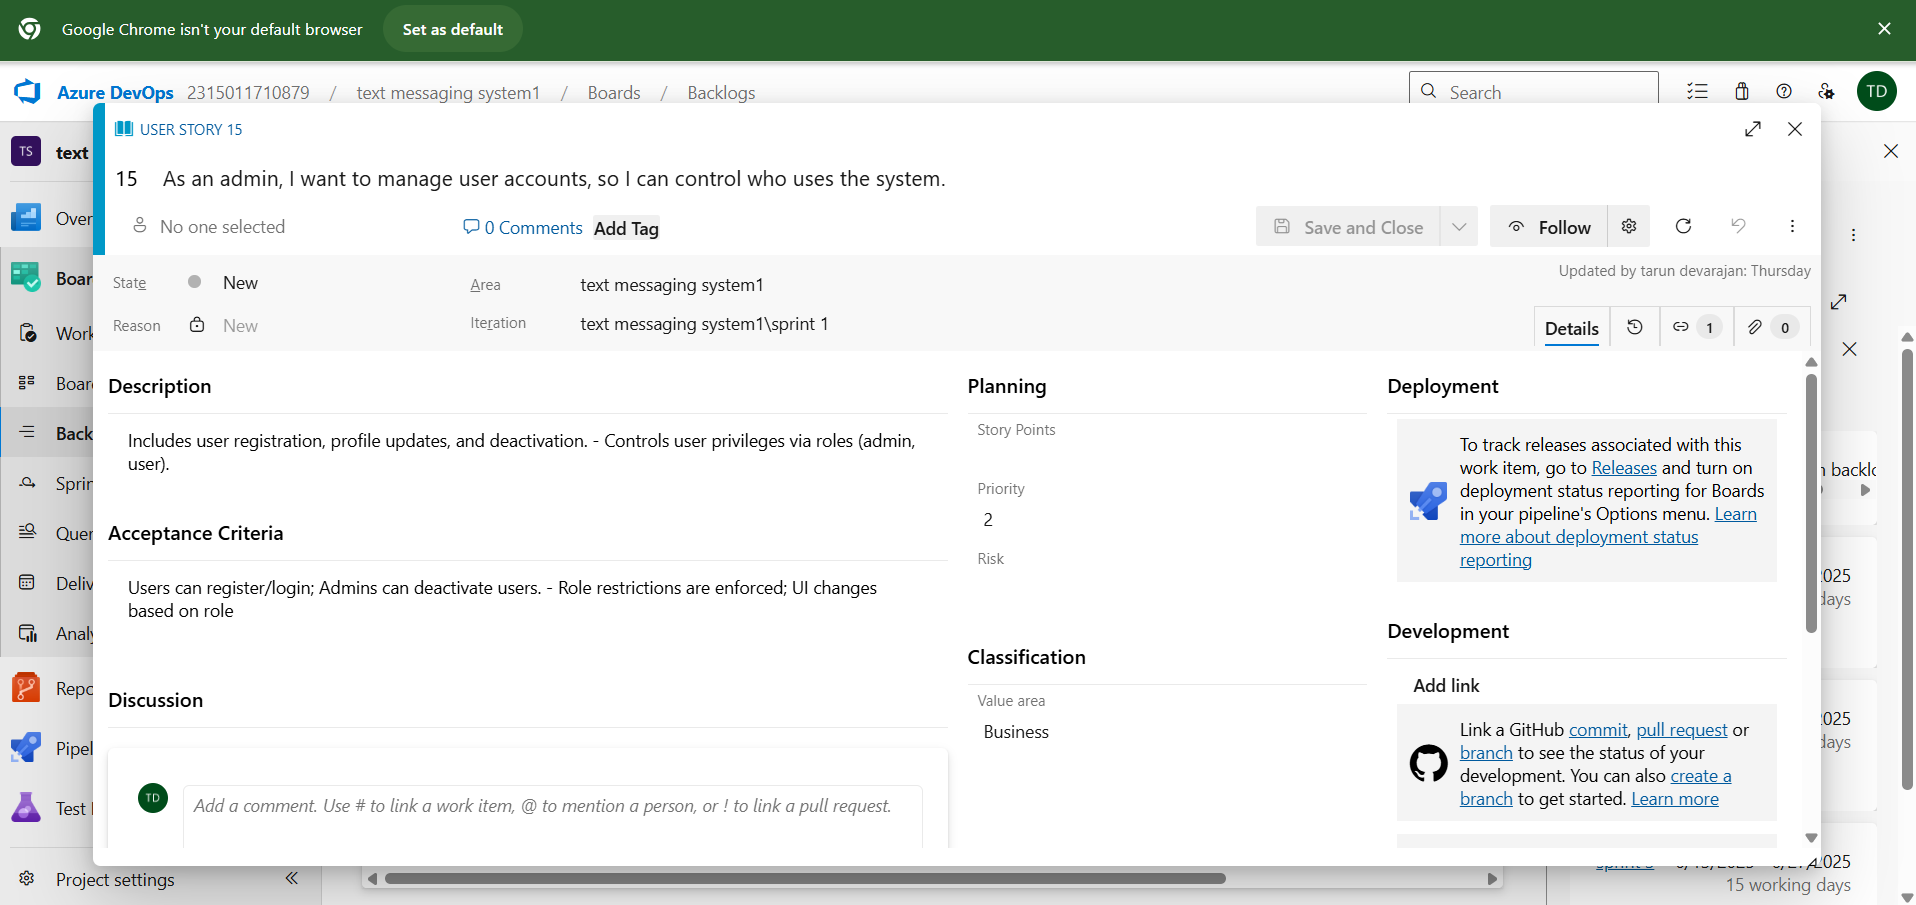 Google Chrome isn't your default browser
Set as default
Azure DevOps 2315011710879 / text messaging system1 / Boards / Backlogs
Search
TD
USER STORY 15
TS
text
15 As an admin, I want to manage user accounts, so I can control who uses the system.
Over
No one selected
0 Comments Add Tag
Save and Close
Follow
Boar
State New
Area text messaging system1
Updated by tarun devarajan: Thursday
Reason New
Iteration text messaging system1\sprint 1
Details
1
0
Work
Boar
Back
Sprin
Quer
Deliv
Analy
Repo
Pipel
Test
Project settings
Description
Includes user registration, profile updates, and deactivation. - Controls user privileges via roles (admin,
user).
Acceptance Criteria
Users can register/login; Admins can deactivate users. - Role restrictions are enforced; UI changes
based on role
Discussion
TD
Add a comment. Use # to link a work item, @ to mention a person, or ! to link a pull request.
Planning
Story Points
Priority
2
Risk
Classification
Value area
Business
Deployment
To track releases associated with this
work item, go to Releases and turn on
deployment status reporting for Boards
in your pipeline's Options menu. Learn
more about deployment status
reporting
Development
Add link
Link a GitHub commit, pull request or
branch to see the status of your
development. You can also create a
branch to get started. Learn more
backlo
2025
days
2025
days
2025
15 working days